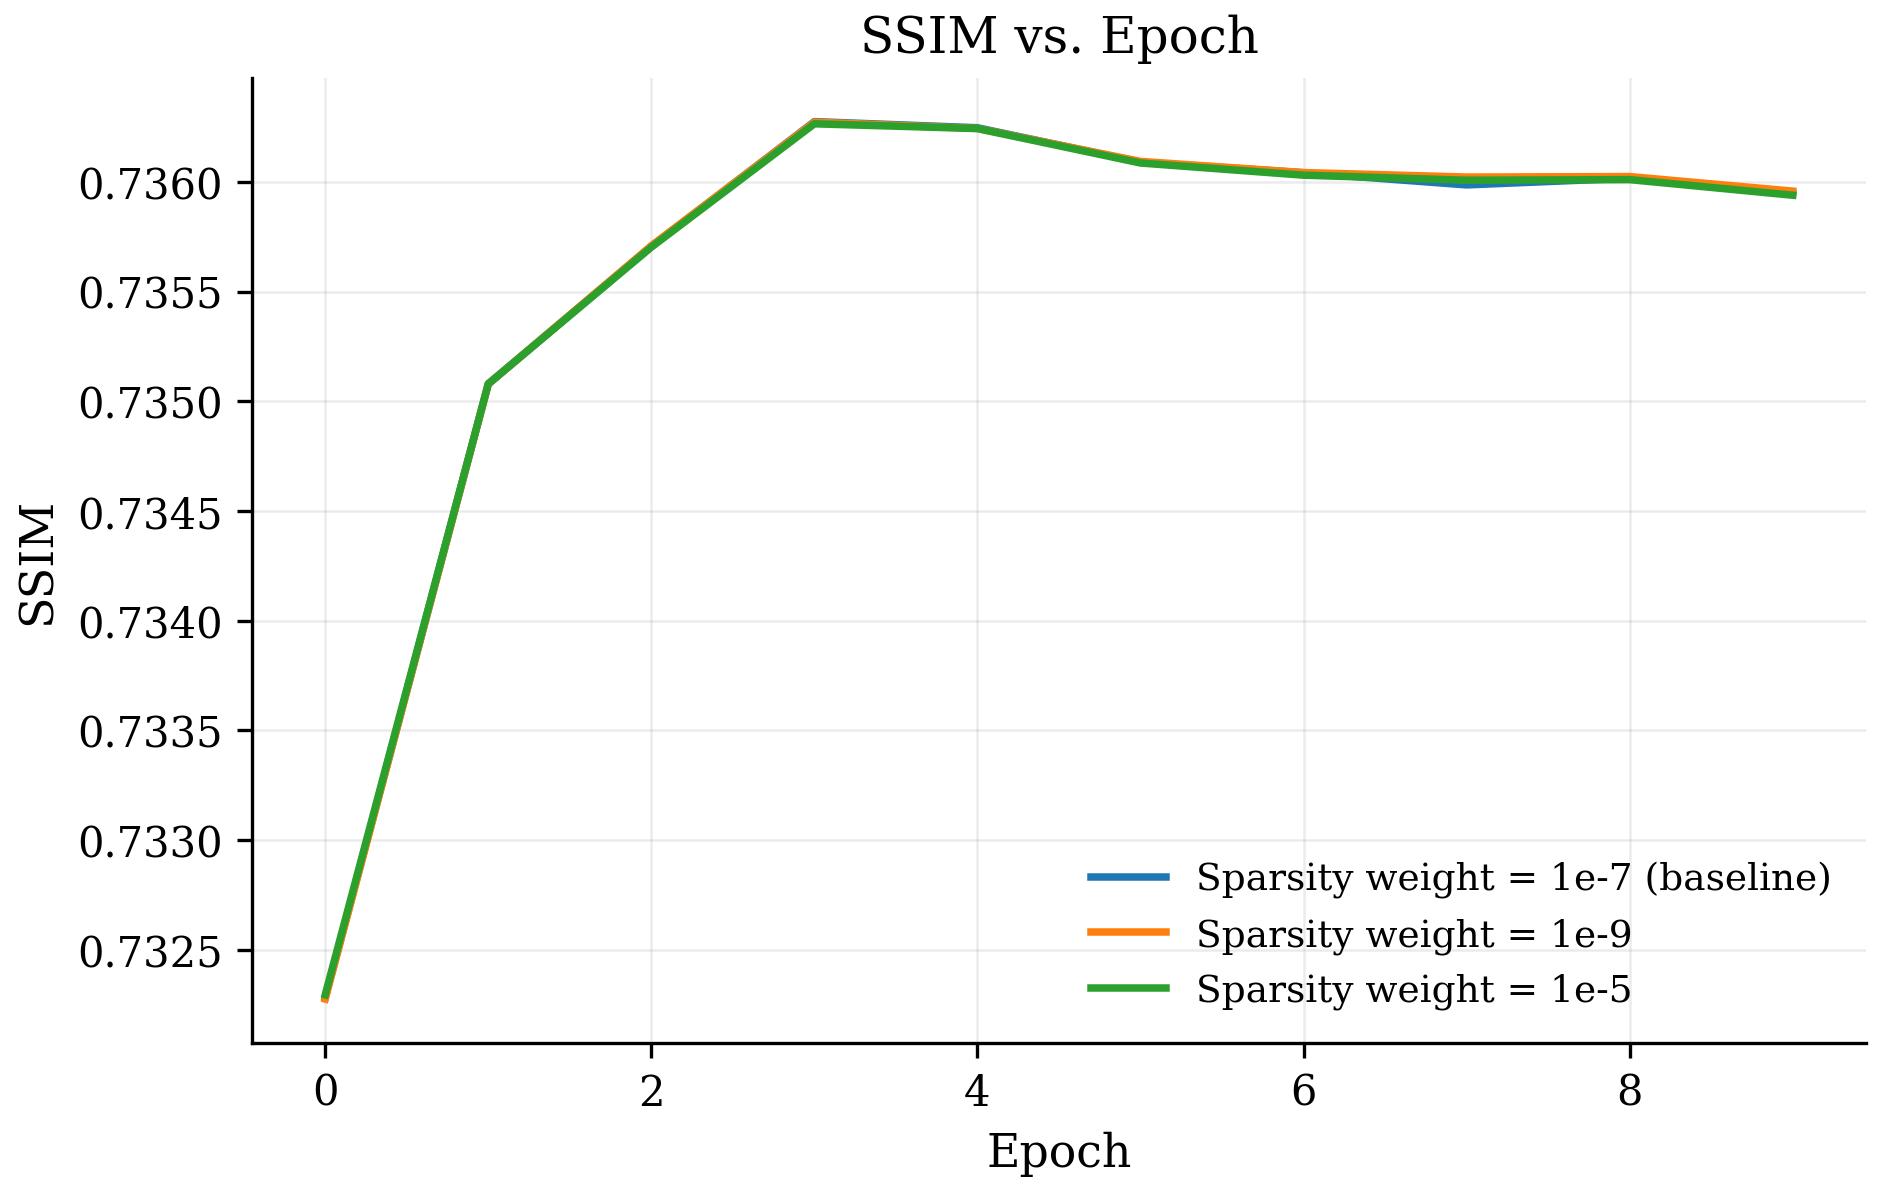 SSIM vs. Epoch
SSIM
0.7360
0.7355
0.7350
0.7345
0.7340
0.7335
0.7330
0.7325
Sparsity weight = 1e-7 (baseline)
Sparsity weight = 1e-9
Sparsity weight = 1e-5
0 2 4 6 8
Epoch